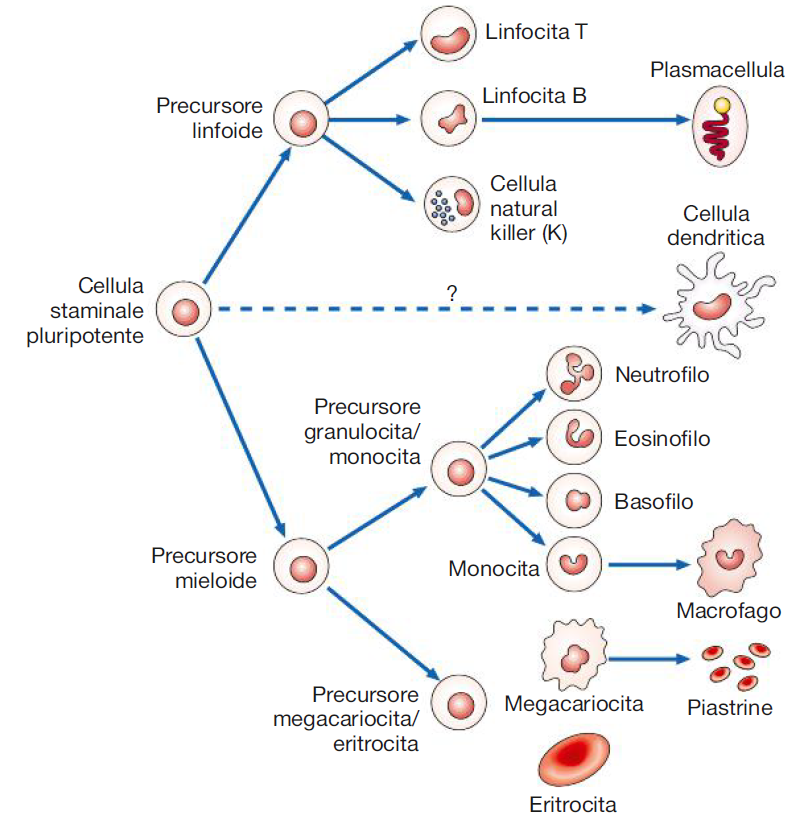 Linfocita T
Plasmacellula
Linfocita B
Precursore
linfoide
Cellula
natural
killer (K)
Cellula
dendritica
Cellula
staminale
pluripotente
?
Neutrofilo
Precursore
granulocita/
monocita
Eosinofilo
Basofilo
Precursore
mieloide
Monocita
Macrofago
Precursore
megacariocita/
eritrocita
Megacariocita
Piastrine
Eritrocita